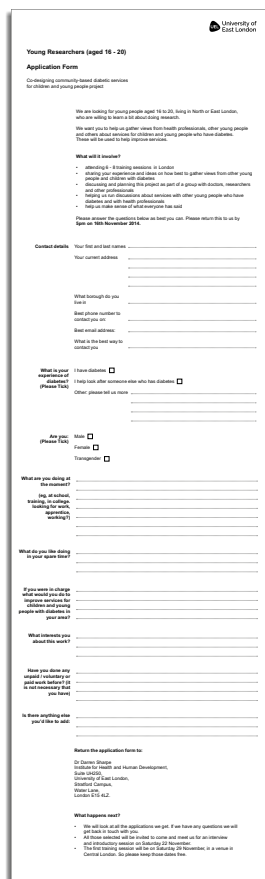 University of
East London
Young Researchers (aged 16 - 20)
Application Form
Co-designing community-based diabetic services
for children and young people project
We are looking for young people aged 16 to 20, living in North or East London,
who are willing to learn a bit about doing research.
We want you to help us gather views from health professionals, other young people
and others about services for children and young people who have diabetes.
These will be used to help improve services.
What will it involve?
• attending 6 - 8 training sessions in London
• sharing your experience and ideas on how best to gather views from other young
people and children with diabetes
• discussing and planning this project as part of a group with doctors, researchers
and other professionals
• helping us run discussions about services with other young people who have
diabetes and with health professionals
• help us make sense of what everyone has said
Please answer the questions below as best you can. Please return this to us by
5pm on 16th November 2014.
Contact details
Your first and last names
Your current address
What borough do you
live in
Best phone number to
contact you on:
Best email address:
What is the best way to
contact you
What is your
experience of
diabetes?
(Please Tick)
I have diabetes
I help look after someone else who has diabetes
Other: please tell us more
Are you:
(Please Tick)
Male
Female
Transgender
What are you doing at
the moment?
(eg, at school,
training, in college,
looking for work,
apprentice,
working?)
What do you like doing
in your spare time?
If you were in charge
what would you do to
improve services for
children and young
people with diabetes in
your area?
What interests you
about this work?
Have you done any
unpaid / voluntary or
paid work before? (it
is not necessary that
you have)
Is there anything else
you'd like to add:
Return the application form to:
Dr Darren Sharpe
Institute for Health and Human Development,
Suite UH250,
University of East London,
Stratford Campus,
Water Lane,
London E15 4LZ.
What happens next?
• We will look at all the applications we get. If we have any questions we will
get back in touch with you.
• All those selected will be invited to come and meet us for an interview
and introductory session on Saturday 22 November.
• The first training session will be on Saturday 29 November, in a venue in
Central London. So please keep those dates free.